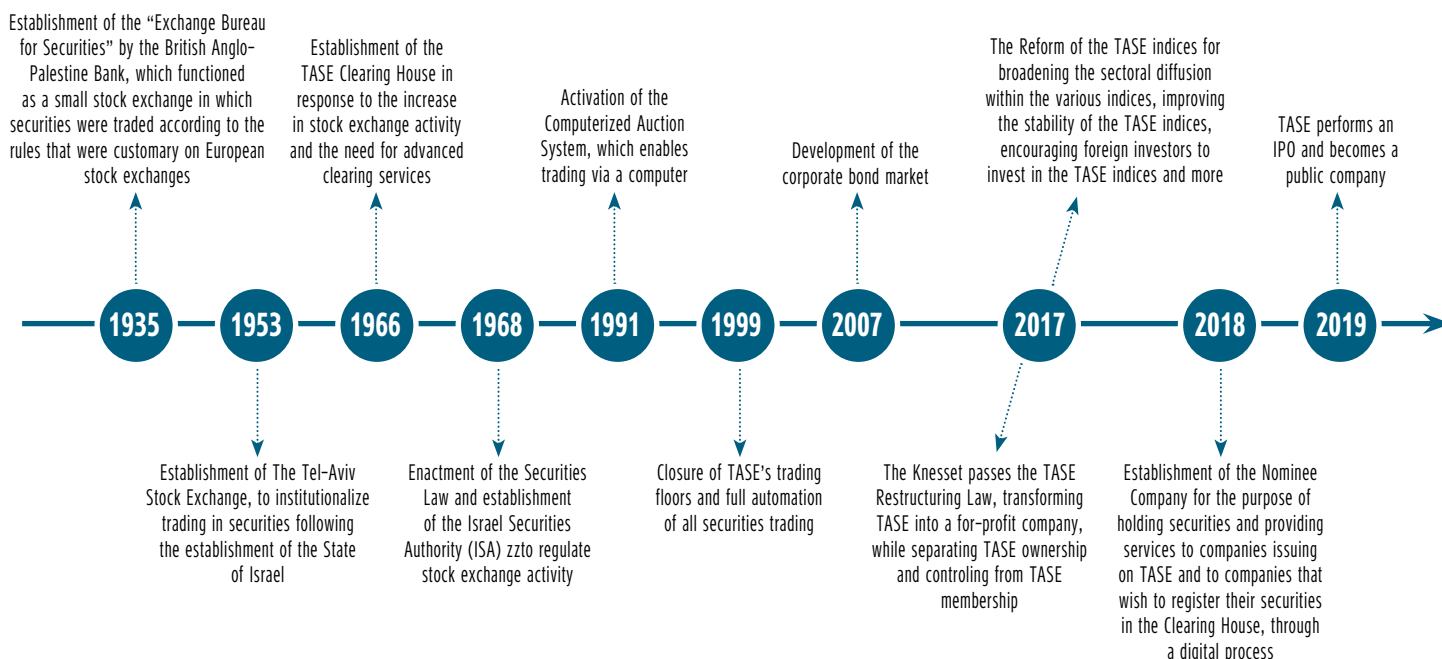 Establishment of the “Exchange Bureau
for Securities” by the British Anglo-
Palestine Bank, which functioned
as a small stock exchange in which
securities were traded according to the
rules that were customary on European
stock exchanges
Establishment of the
TASE Clearing House in
response to the increase
in stock exchange activity
and the need for advanced
clearing services
Activation of the
Computerized Auction
System, which enables
trading via a computer
Development of the
corporate bond market
The Reform of the TASE indices for
broadening the sectoral diffusion
within the various indices, improving
the stability of the TASE indices,
encouraging foreign investors to
invest in the TASE indices and more
TASE performs an
IPO and becomes a
public company
1935
1953
1966
1968
1991
1999
2007
2017
2018
2019
Establishment of The Tel-Aviv
Stock Exchange, to institutionalize
trading in securities following
the establishment of the State
of Israel
Enactment of the Securities
Law and establishment
of the Israel Securities
Authority (ISA) zzto regulate
stock exchange activity
Closure of TASE's trading
floors and full automation
of all securities trading
The Knesset passes the TASE
Restructuring Law, transforming
TASE into a for-profit company,
while separating TASE ownership
and controling from TASE
membership
Establishment of the Nominee
Company for the purpose of
holding securities and providing
services to companies issuing
on TASE and to companies that
wish to register their securities
in the Clearing House, through
a digital process